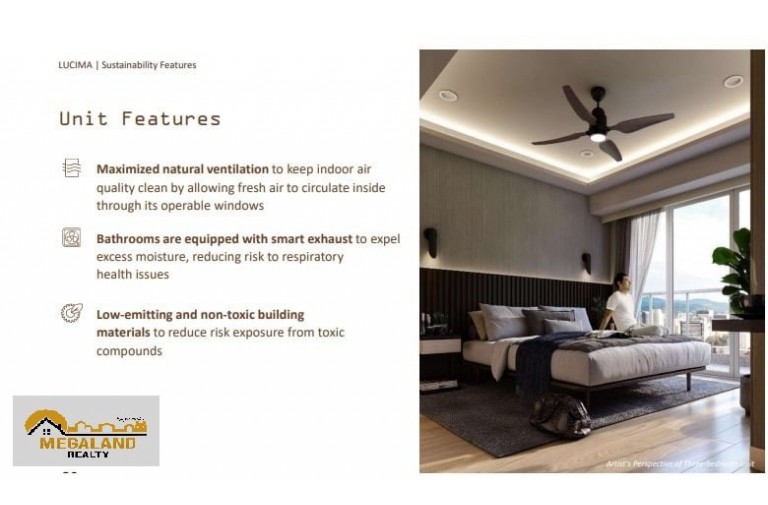 LUCIMA | Sustainability Features
Unit Features
Maximized natural ventilation to keep indoor air
quality clean by allowing fresh air to circulate inside
through its operable windows
Bathrooms are equipped with smart exhaust to expel
excess moisture, reducing risk to respiratory
health issues
Low-emitting and non-toxic building
materials to reduce risk exposure from toxic
compounds
MEGALAND
REALTY
Artist's Perspective of Three-bedroom Unit